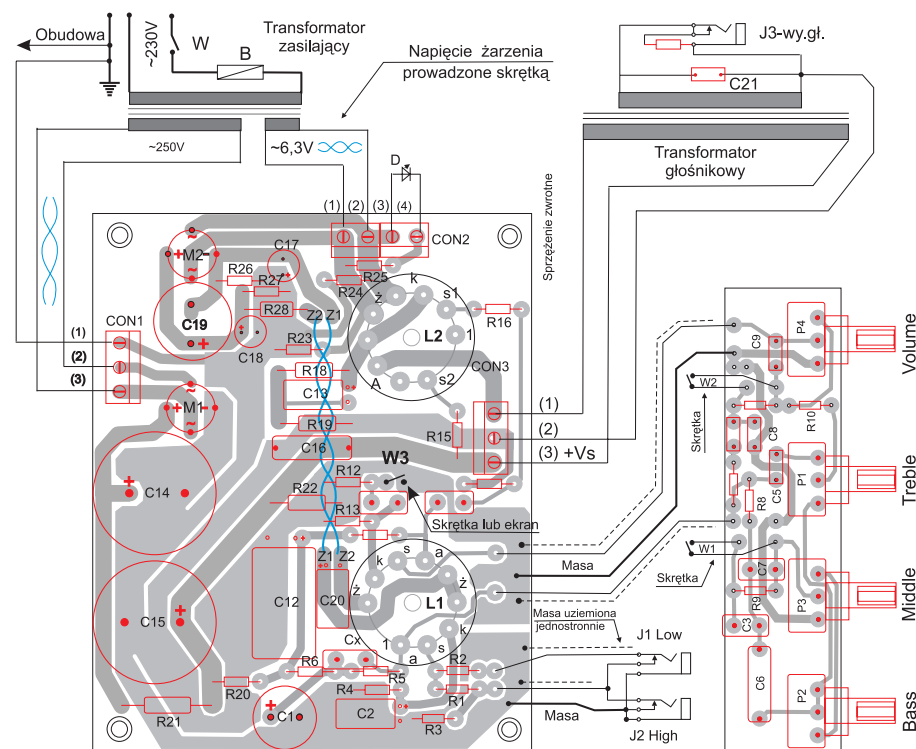 Obudowa
~230V
W
B
Transformator
zasilający
Napięcie żarzenia
prowadzone skrętką
J3-wy.gł.
C21
~250V
~6,3V
D
Transformator
głośnikowy
(1)
(2)
(3)
(4)
CON2
Sprzężenie zwrotne
M2
C17
R26
R27
R25
R24
k
ż
s1
R28
Z2
Z1
C19
R16
P4
Volume
CON1
C18
L2
1
C9
(1)
R23
(2)
R18
A
s2
CON3
W2
(3)
C13
M1
R19
(1)
Skrętka
C8
R10
C16
R15
(2)
W3
(3) +Vs
C14
R12
R22
P1
Treble
C5
R8
R13
Skrętka lub ekran
Z1
Z2
k
s
a
Masa
W1
Skrętka
C7
C12
C20
ż
L1
ż
R9
P3
Middle
C15
Masa uziemiona
jednostronnie
C3
Cx
1
s
k
a
J1 Low
R6
R5
R2
C6
R20
R4
R1
P2
Bass
R21
C1
C2
R3
Masa
J2 High